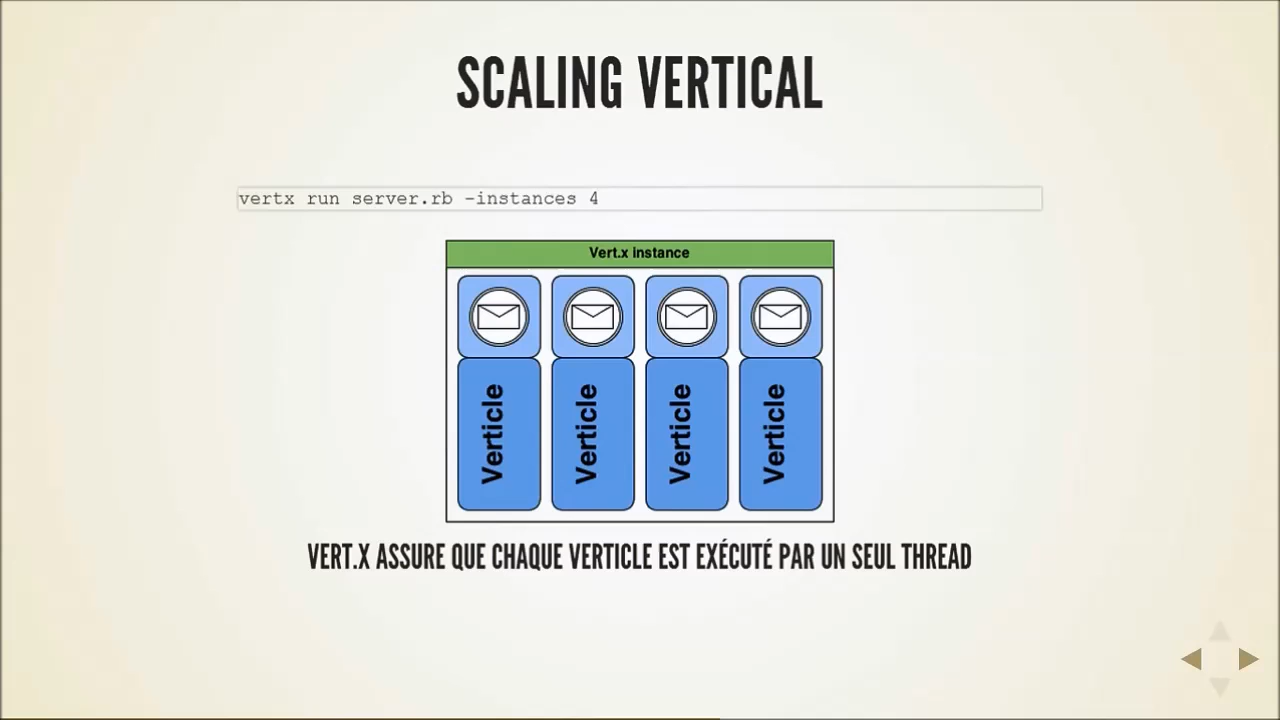 SCALING VERTICAL
vertx run server.rb -instances 4
Vert.x instance
Verticle
Verticle
Verticle
Verticle
VERT.X ASSURE QUE CHAQUE VERTICLE EST EXÉCUTÉ PAR UN SEUL THREAD